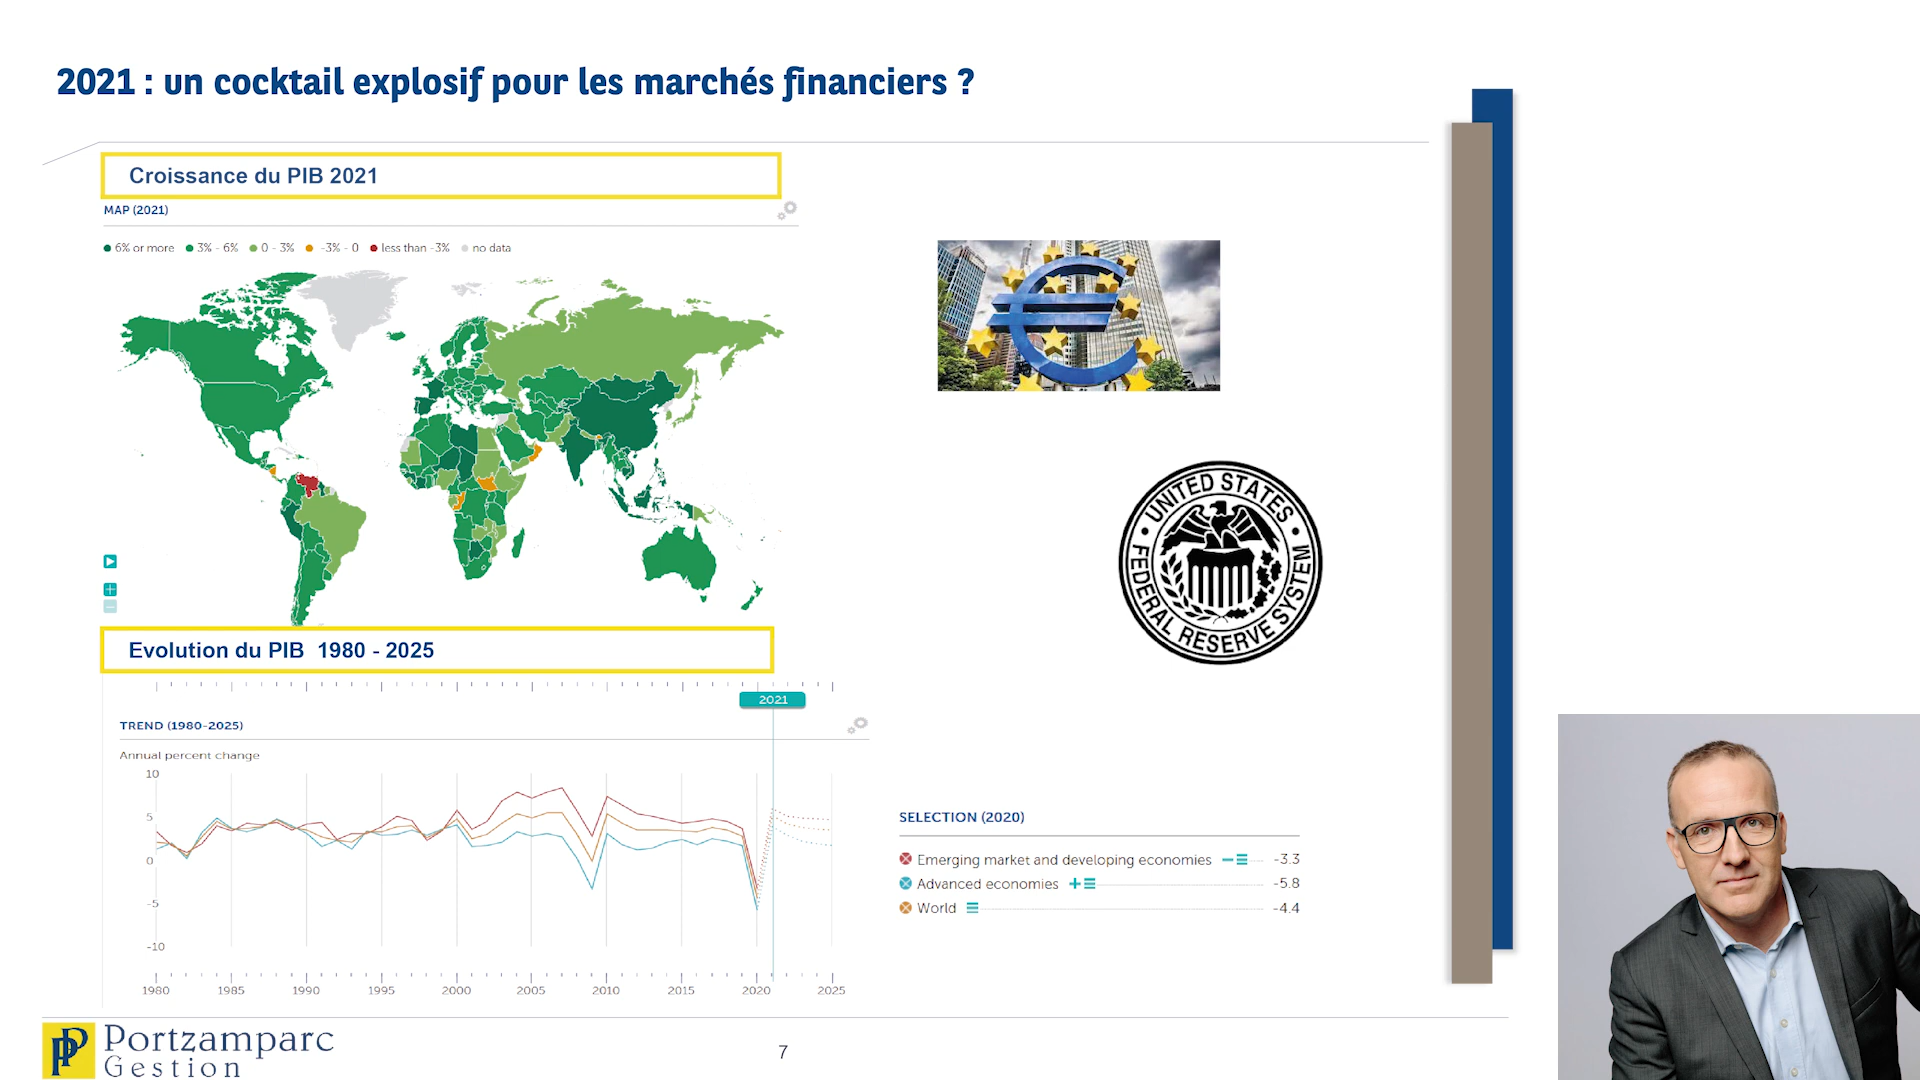 2021 : un cocktail explosif pour les marchés financiers ?
Croissance du PIB 2021
MAP (2021)
6% or more 3% - 6% 0 - 3% -3% - 0 less than -3% no data
UNITED STATES
FEDERAL RESERVE SYSTEM
Evolution du PIB 1980 - 2025
2021
TREND (1980-2025)
Annual percent change
10
5
0
-5
-10
1980 1985 1990 1995 2000 2005 2010 2015 2020 2025
SELECTION (2020)
Emerging market and developing economies -3.3
Advanced economies -5.8
World -4.4
PP Portzamparc
Gestion
7